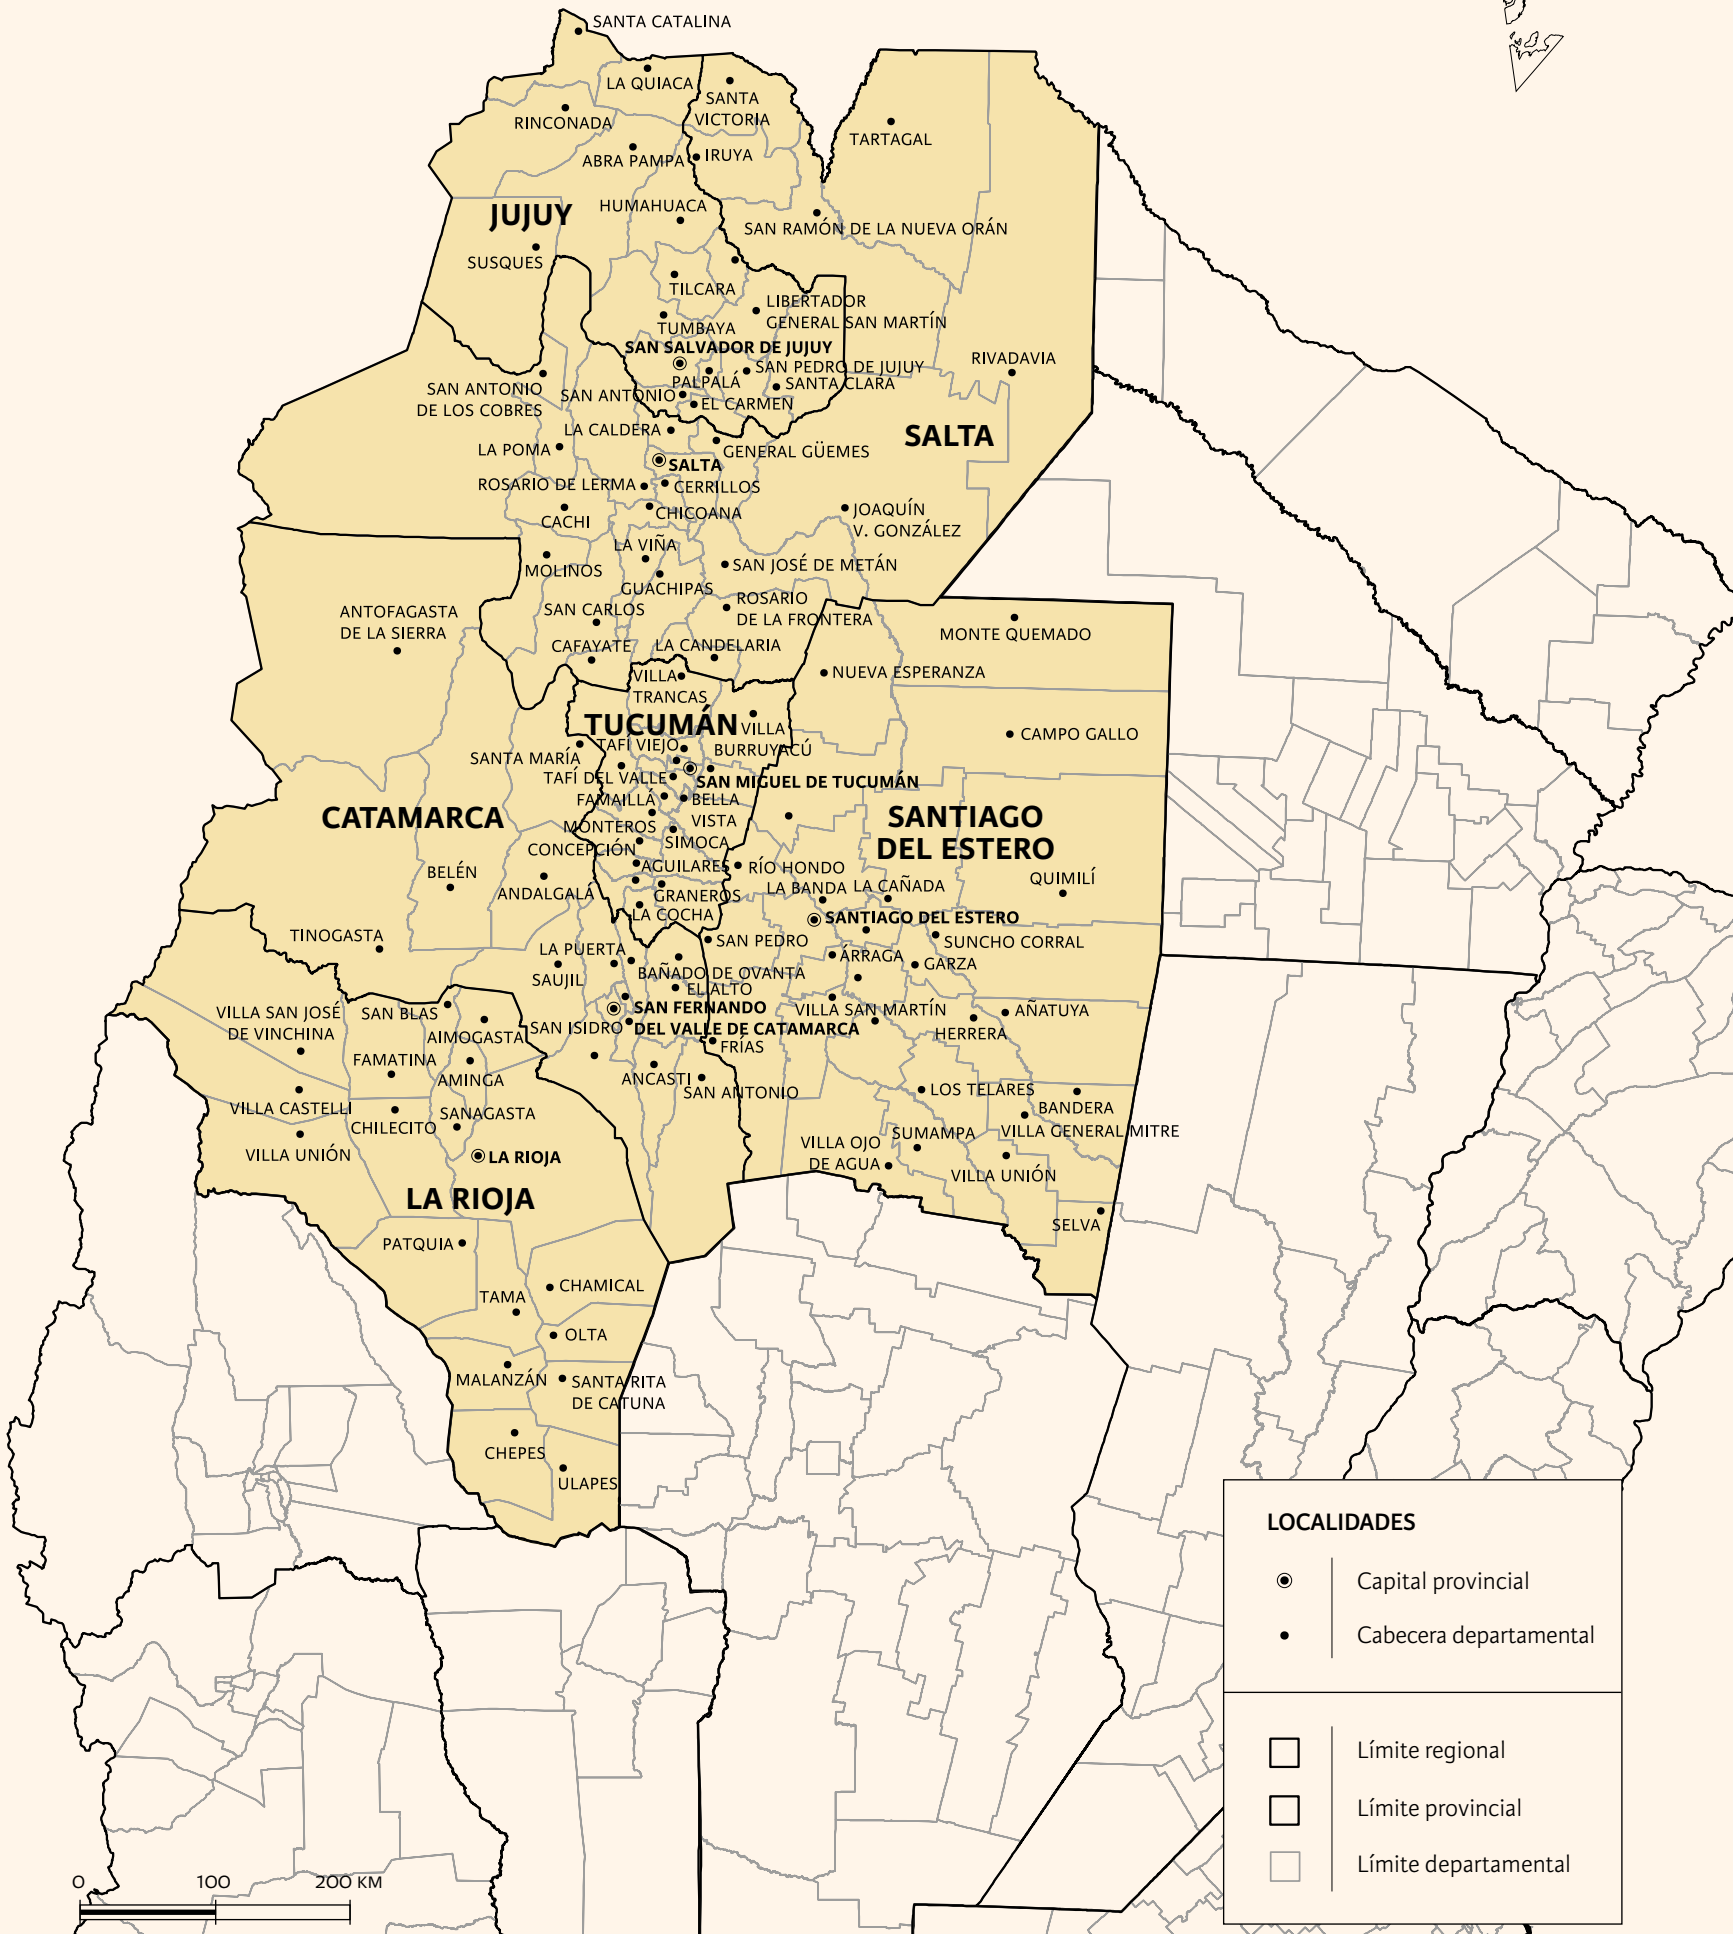 SANTA CATALINA
LA QUIACA
SANTA
VICTORIA
RINCONADA
TARTAGAL
ABRA PAMPA
IRUYA
HUMAHUACA
JUJUY
SAN RAMÓN DE LA NUEVA ORÁN
SUSQUES
TILCARA
LIBERTADOR
GENERAL SAN MARTÍN
TUMBAYA
SAN SALVADOR DE JUJUY
RIVADAVIA
SAN PEDRO DE JUJUY
PALPALÁ
SANTA CLARA
SAN ANTONIO
DE LOS COBRES
SAN ANTONIO
EL CARMEN
LA CALDERA
SALTA
LA POMA
GENERAL GÜEMES
SALTA
ROSARIO DE LERMA
CERRILLOS
CACHI
CHICOANA
JOAQUÍN
V. GONZÁLEZ
LA VIÑA
MOLINOS
SAN JOSÉ DE METÁN
GUACHIPAS
ANTOFAGASTA
DE LA SIERRA
SAN CARLOS
ROSARIO
DE LA FRONTERA
MONTE QUEMADO
CAFAYATE
LA CANDELARIA
VILLA
TRANCAS
NUEVA ESPERANZA
TUCUMÁN
VILLA
BURRUYACÚ
CAMPO GALLO
SANTA MARÍA
TAFÍ VIEJO
TAFÍ DEL VALLE
SAN MIGUEL DE TUCUMÁN
FAMAILLÁ
BELLA
VISTA
CATAMARCA
SANTIAGO
DEL ESTERO
MONTEROS
SIMOCA
CONCEPCIÓN
AGUILARES
RÍO HONDO
BELÉN
ANDALGALÁ
GRANEROS
LA BANDA
LA CAÑADA
QUIMILÍ
LA COCHA
SANTIAGO DEL ESTERO
TINOGASTA
SAN PEDRO
SUNCHO CORRAL
LA PUERTA
ÁRRAGA
GARZA
SAUJIL
BAÑADO DE OVANTA
EL ALTO
VILLA SAN JOSÉ
DE VINCHINA
SAN BLAS
SAN FERNANDO
DEL VALLE DE CATAMARCA
VILLA SAN MARTÍN
AÑATUYA
AIMOGASTA
SAN ISIDRO
HERRERA
FRÍAS
FAMATINA
AMINGA
ANCASTI
SAN ANTONIO
LOS TELARES
VILLA CASTELLI
CHILECITO
SANAGASTA
BANDERA
VILLA GENERAL MITRE
VILLA UNIÓN
LA RIOJA
VILLA OJO
DE AGUA
SUMAMPA
VILLA UNIÓN
LA RIOJA
SELVA
PATQUIA
CHAMICAL
TAMA
OLTA
MALANZÁN
SANTA RITA
DE CATUNA
CHEPES
ULAPES
LOCALIDADES
Capital provincial
Cabecera departamental
Límite regional
Límite provincial
Límite departamental
0 100 200 KM